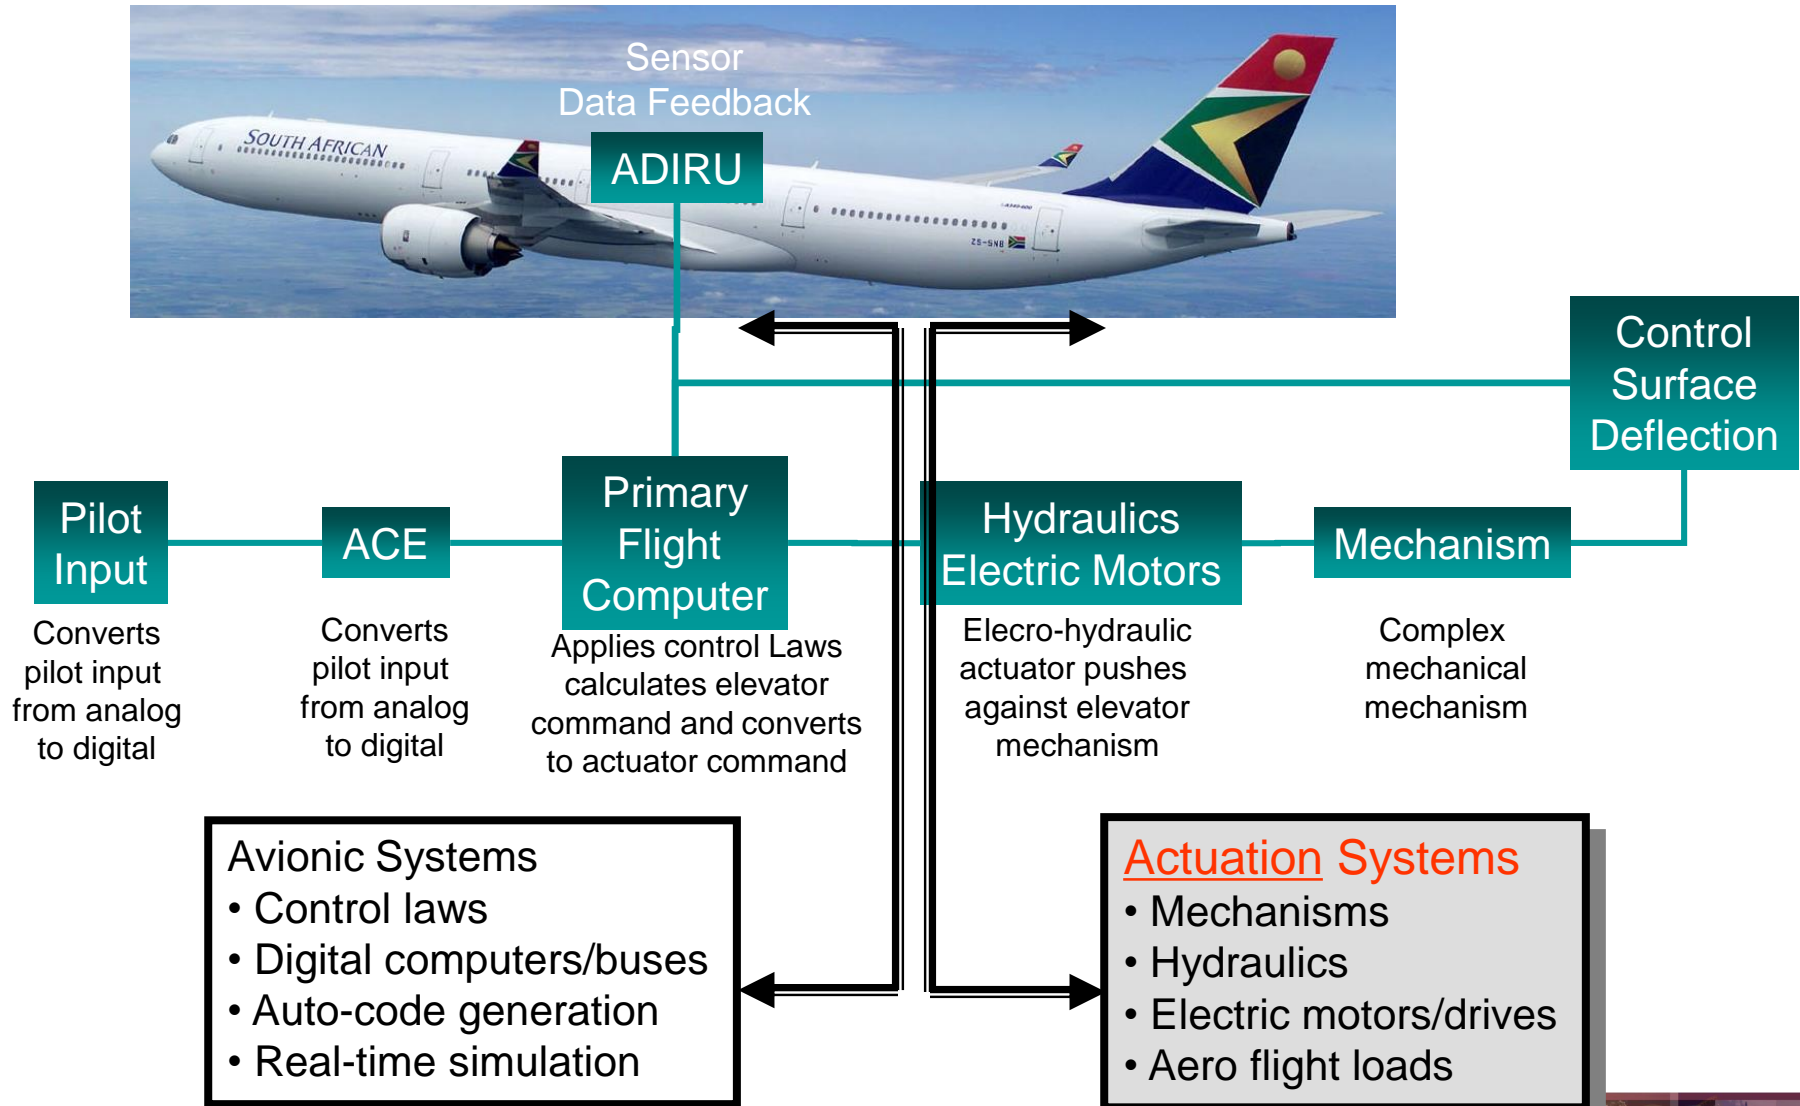 Sensor
Data Feedback
SOUTH AFRICAN
ADIRU
A340-600
ZS-SNB
Control
Surface
Deflection
Pilot
Input
ACE
Primary
Flight
Computer
Hydraulics
Electric Motors
Mechanism
Converts
pilot input
from analog
to digital
Converts
pilot input
from analog
to digital
Applies control Laws
calculates elevator
command and converts
to actuator command
Elecro-hydraulic
actuator pushes
against elevator
mechanism
Complex
mechanical
mechanism
Avionic Systems
• Control laws
• Digital computers/buses
• Auto-code generation
• Real-time simulation
Actuation Systems
• Mechanisms
• Hydraulics
• Electric motors/drives
• Aero flight loads